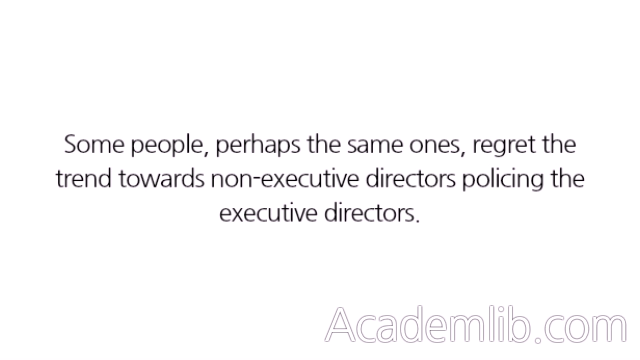 Some people, perhaps the same ones, regret the
trend towards non-executive directors policing the
executive directors.
Academlib.com